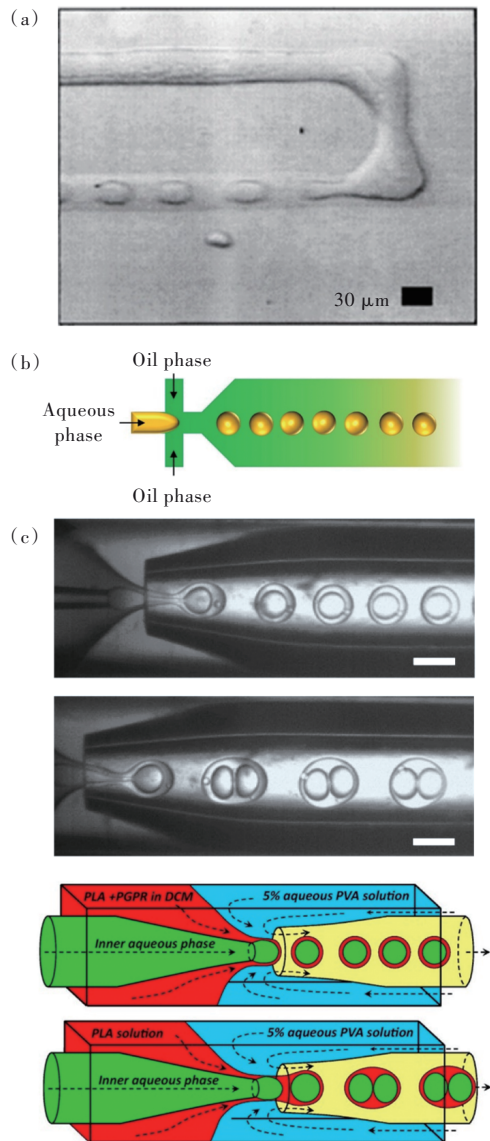 (a)
30 μm
(b)
Oil phase
Aqueous
phase
Oil phase
(c)
PLA +PGPR in DCM
5% aqueous PVA solution
Inner aqueous phase
PLA solution
5% aqueous PVA solution
Inner aqueous phase